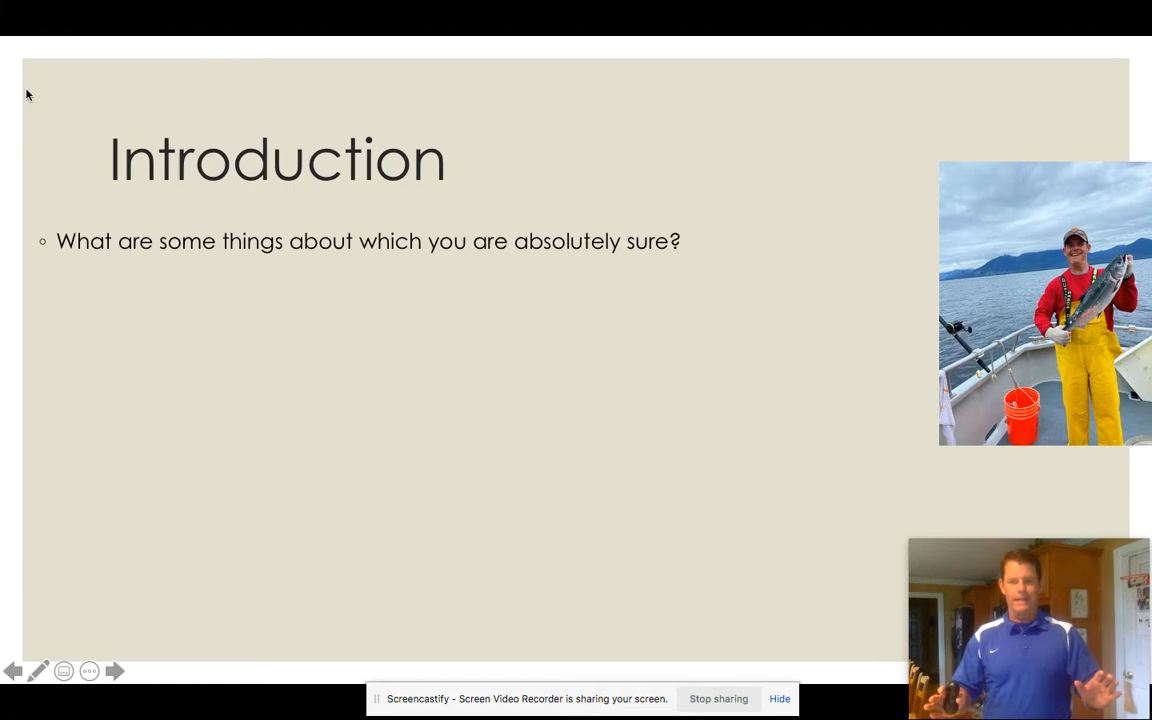 Introduction
What are some things about which you are absolutely sure?
Screencastify - Screen Video Recorder is sharing your screen.
Stop sharing
Hide